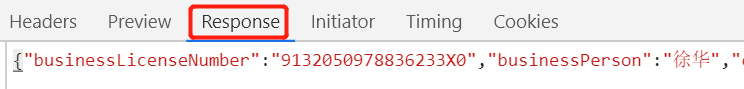 Headers Preview Response Initiator Timing Cookies
{"businessLicenseNumber":"9132050978836233X0","businessPerson":"徐华","